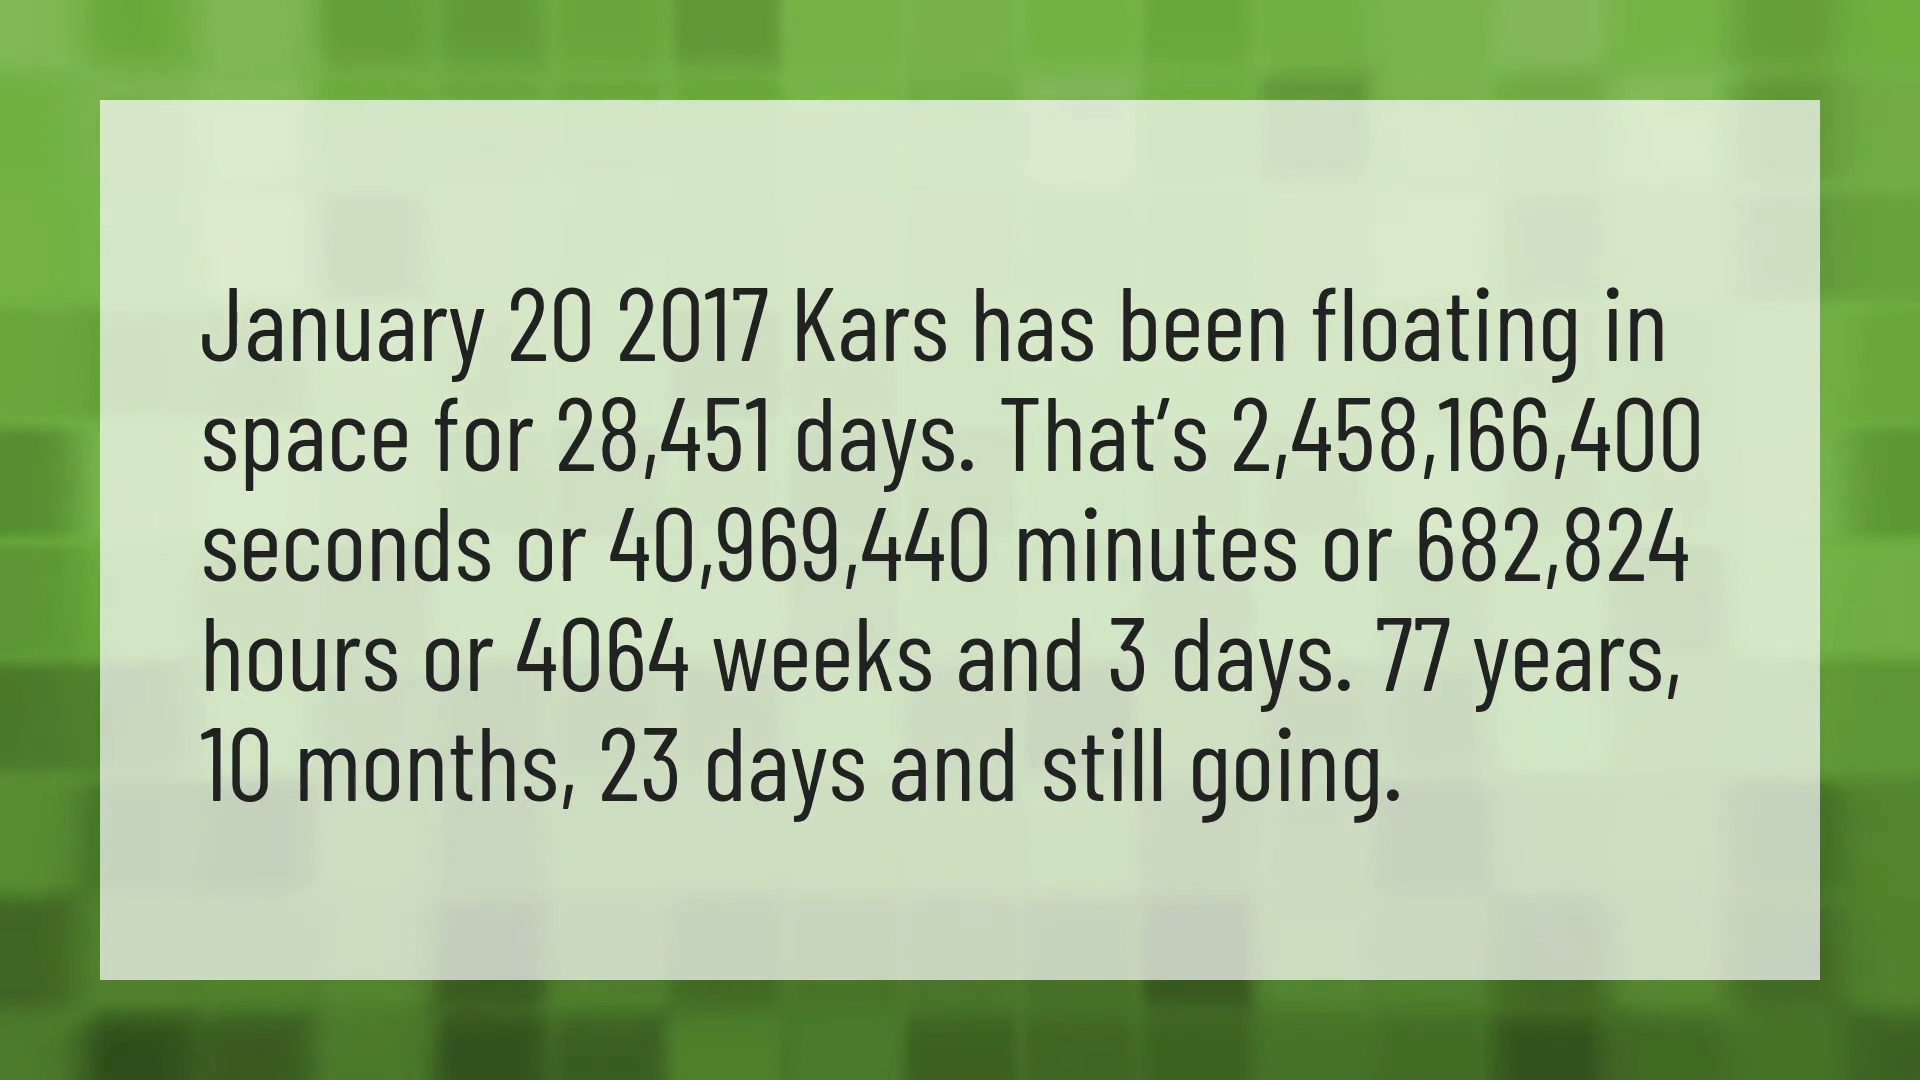 January 20 2017 Kars has been floating in
space for 28,451 days. That’s 2,458,166,400
seconds or 40,969,440 minutes or 682,824
hours or 4064 weeks and 3 days. 77 years,
10 months, 23 days and still going.